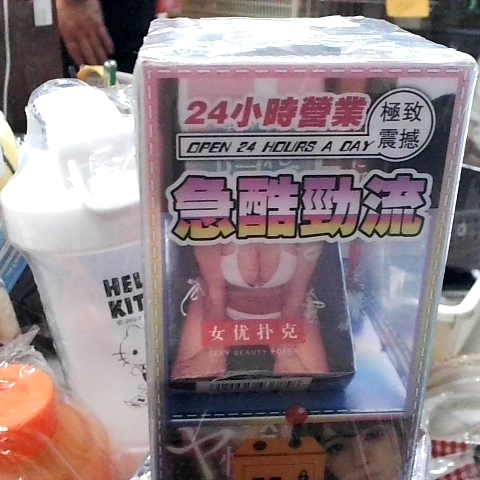 24小時營業
極致
震撼
OPEN 24 HOURS A DAY
急酷勁流
HELLO
KITTY
女优扑克
SEXY BEAUTY POKER